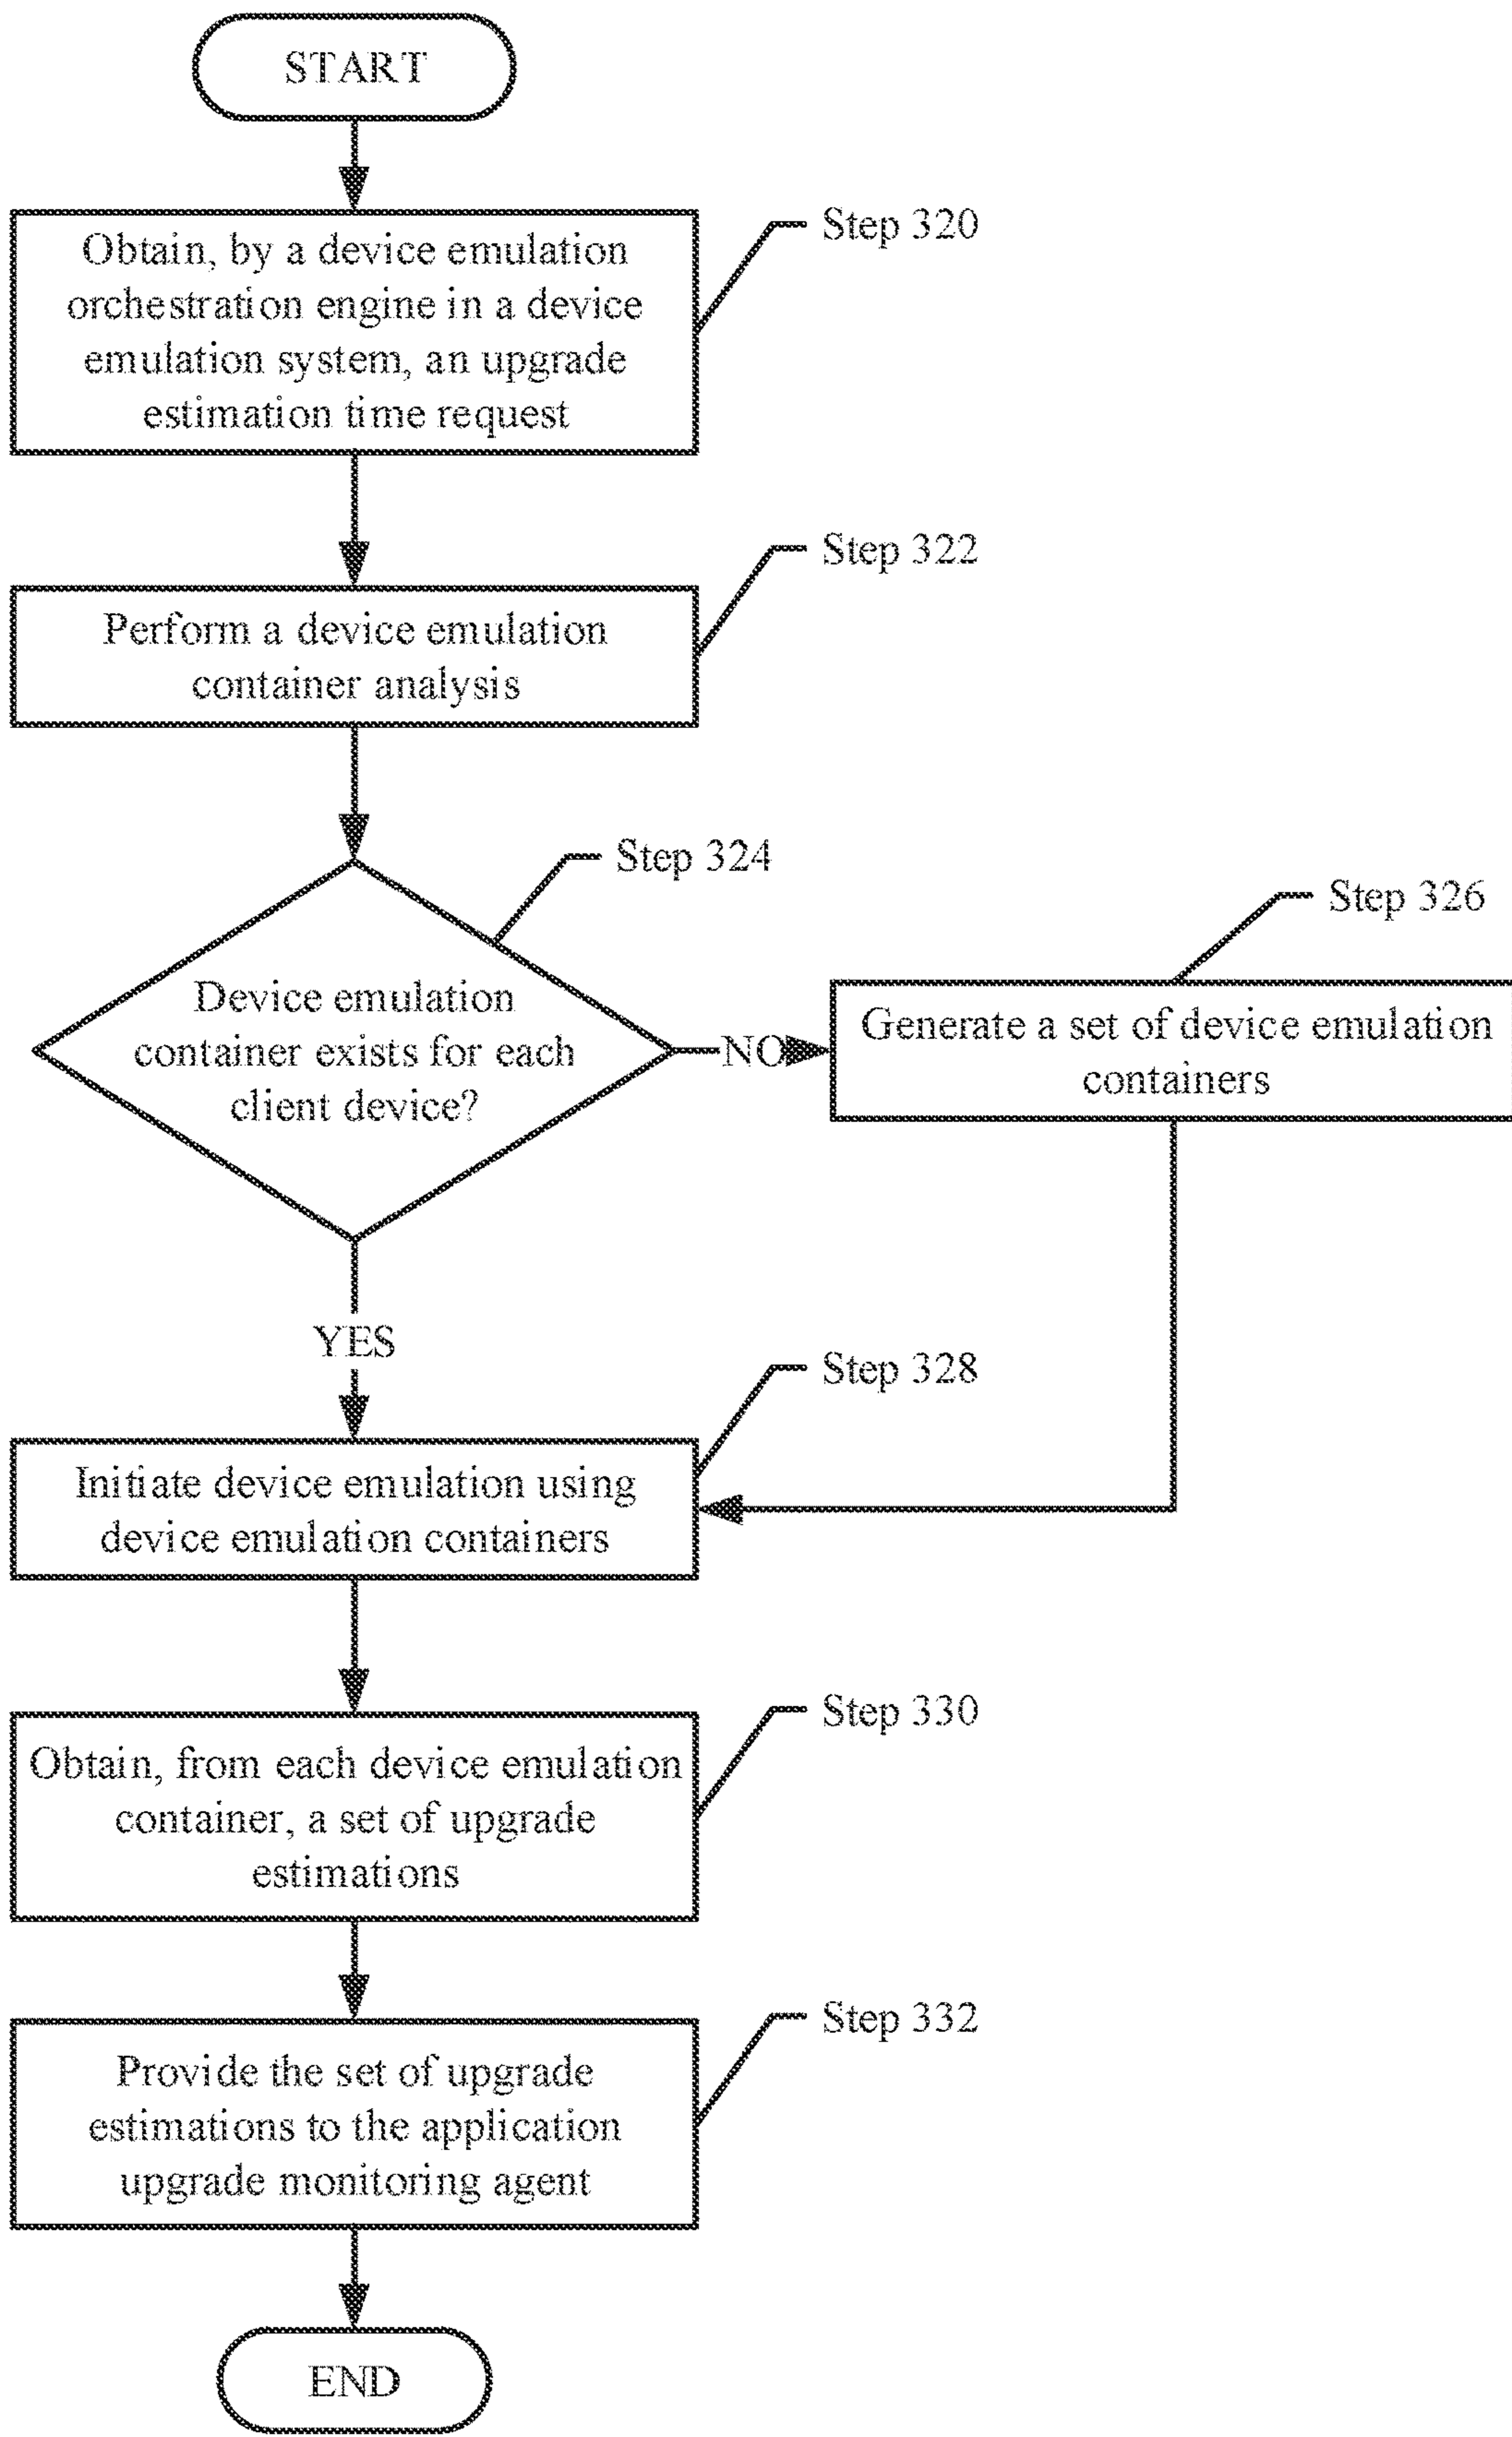 START
Step 320
Obtain, by a device emulation
orchestration engine in a device
emulation system, an upgrade
estimation time request
Step 322
Perform a device emulation
container analysis
Step 324
Device emulation
container exists for each
client device?
NO
Step 326
Generate a set of device emulation
containers
YES
Step 328
Initiate device emulation using
device emulation containers
Step 330
Obtain, from each device emulation
container, a set of upgrade
estimations
Step 332
Provide the set of upgrade
estimations to the application
upgrade monitoring agent
END